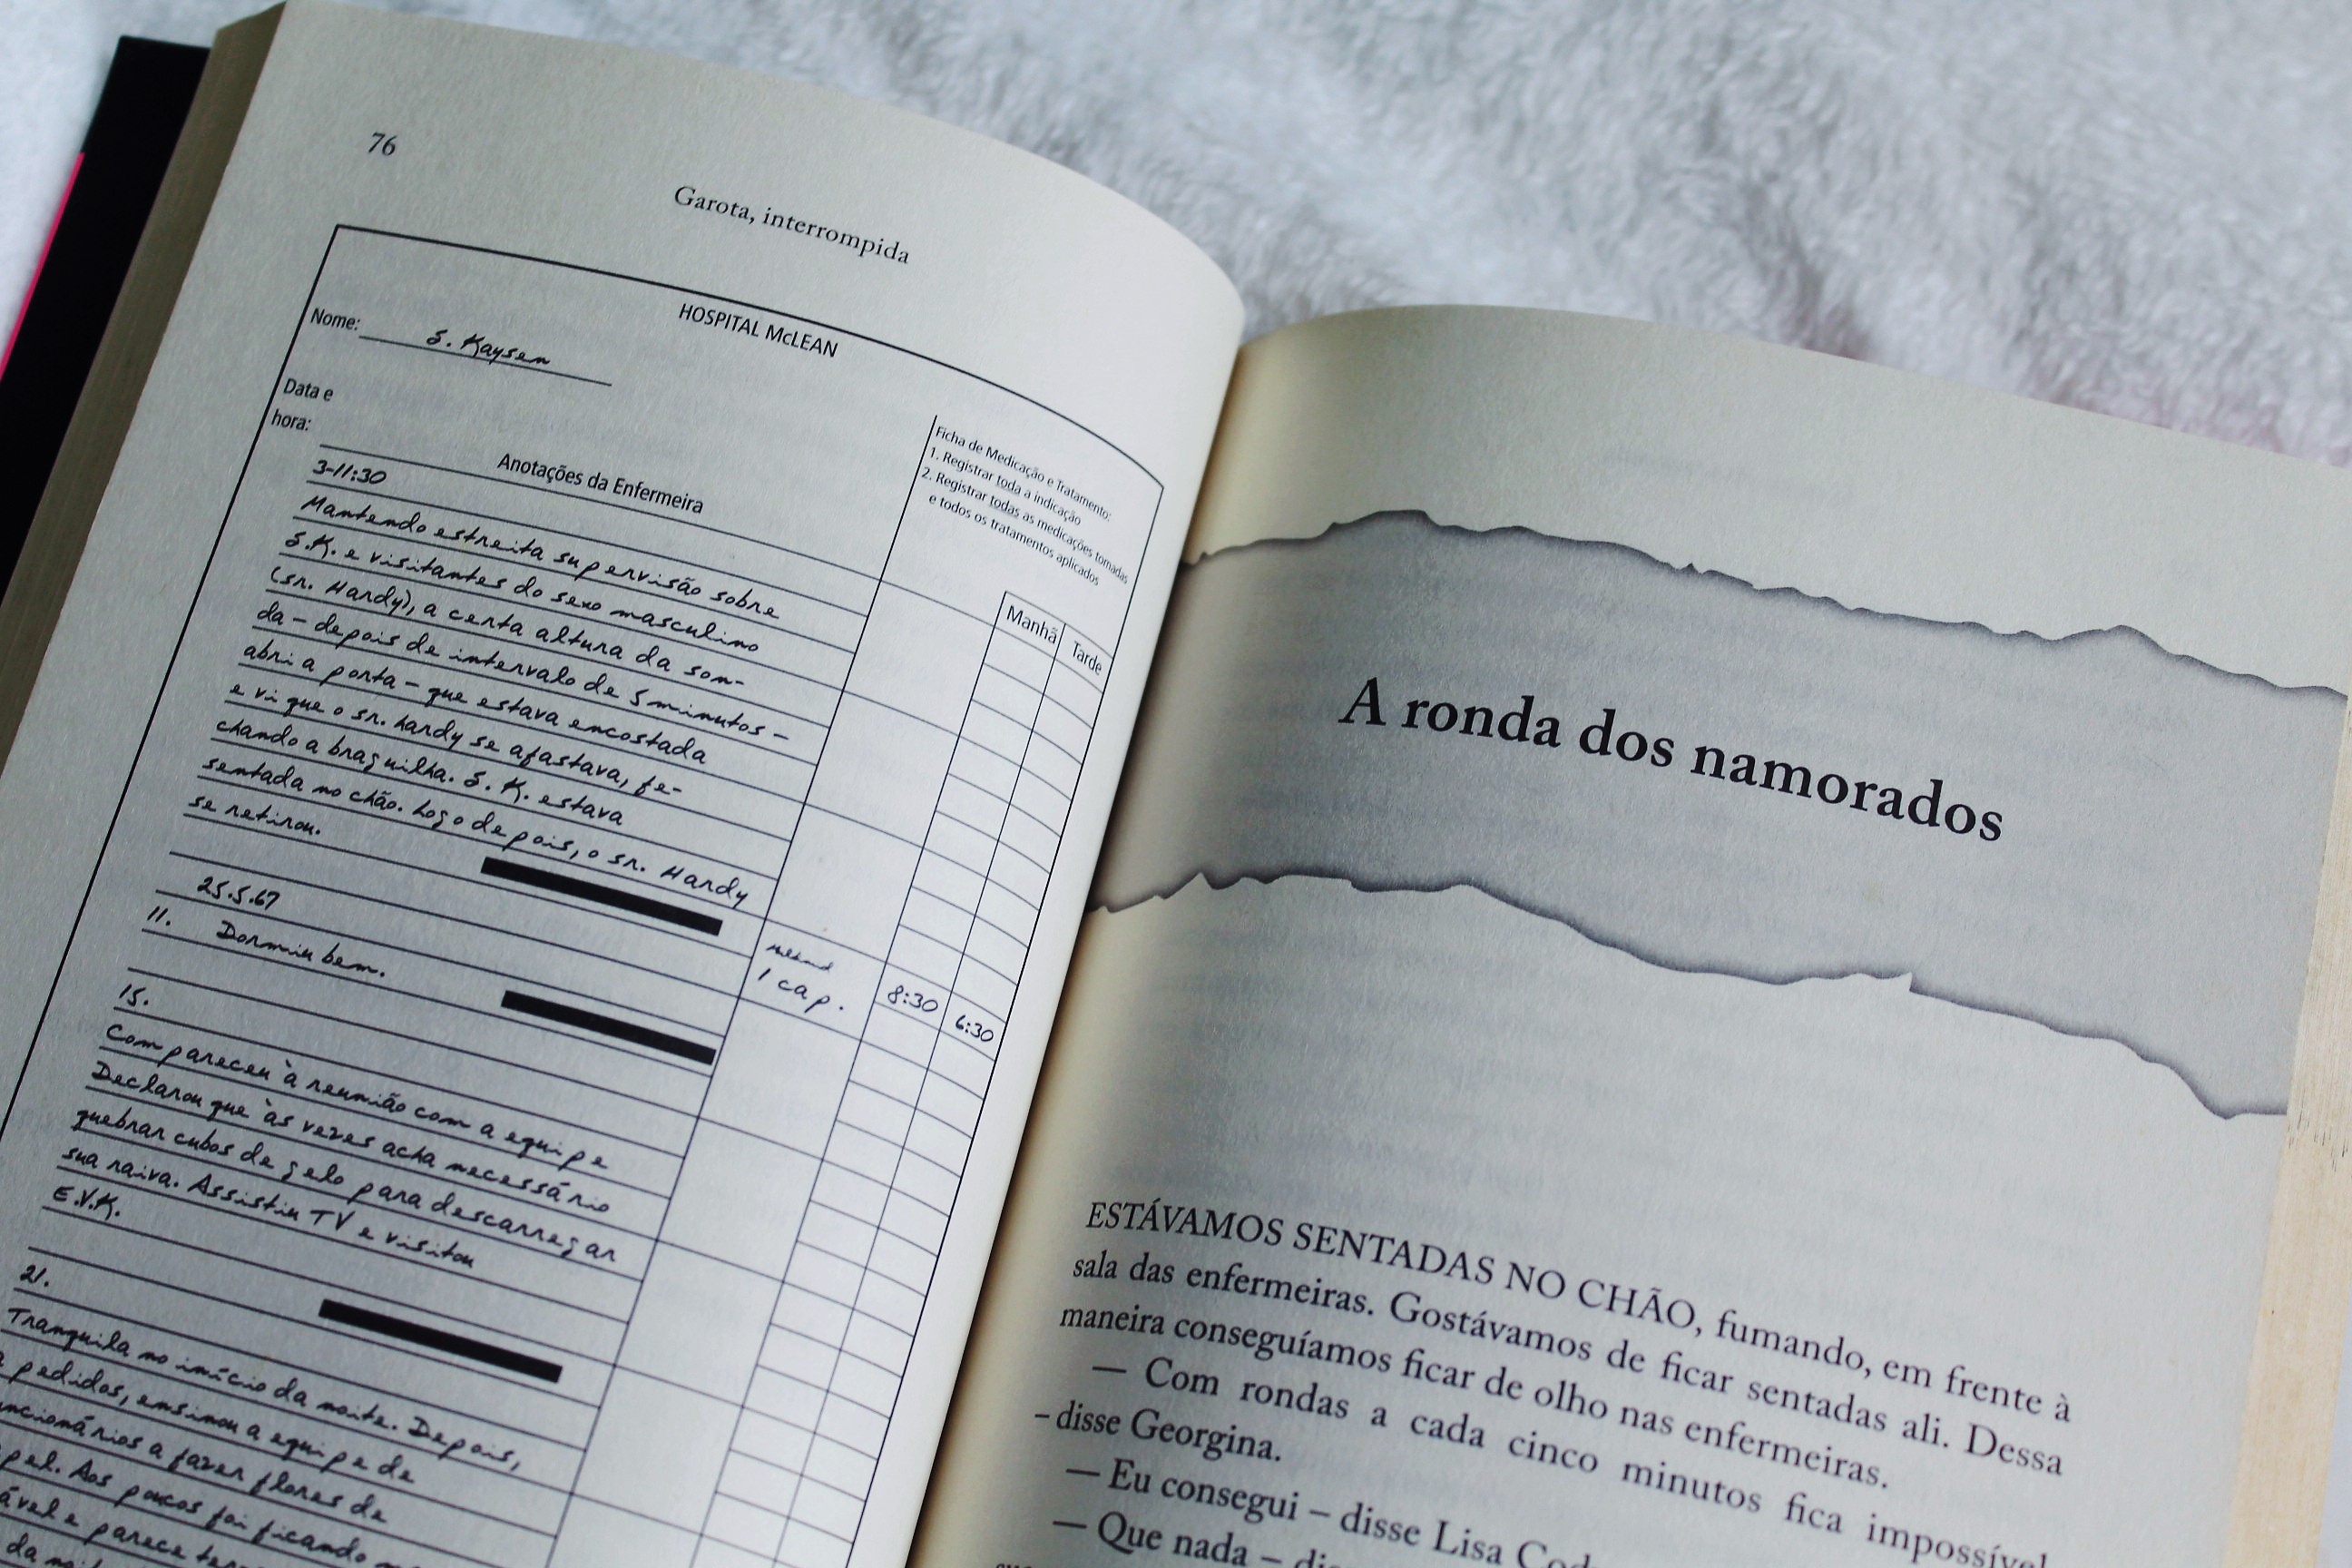 76
Garota, interrompida
HOSPITAL McLEAN
Nome: S. Kaysen
Data e
hora:
Anotações da Enfermeira
Ficha de Medicação e Tratamento:
1. Registrar toda a indicação
2. Registrar todas as medicações tomadas
e todos os tratamentos aplicados
Manhã Tarde
3-11:30
Mantendo estreita supervisão sobre
S.K. e visitantes do sexo masculino
(sr. Hardy), a certa altura da son-
da – depois de intervalo de 5 minutos –
abri a porta – que estava encostada
e vi que o sr. Hardy se afastava, fe-
chando a braguilha. S. K. estava
sentada no chão. Logo depois, o sr. Hardy
se retirou.
25.5.67
1 cap. 8:30 6:30
11. Dormiu bem.
15.
Compareceu à reunião com a equipe
Declarou que às vezes acha necessário
quebrar cubos de gelo para descarregar
sua raiva. Assistiu TV e visitou
E.V.K.
21.
Tranquila no início da noite. Depois,
pedidos, ensinou a equipe de
a fazer flores de
Aos poucos foi ficando
e parece
da
A ronda dos namorados
ESTÁVAMOS SENTADAS NO CHÃO, fumando, em frente à
sala das enfermeiras. Gostávamos de ficar sentadas ali. Dessa
maneira conseguíamos ficar de olho nas enfermeiras.
— Com rondas a cada cinco minutos fica impossível
– disse Georgina.
— Eu consegui – disse Lisa
— Que nada –